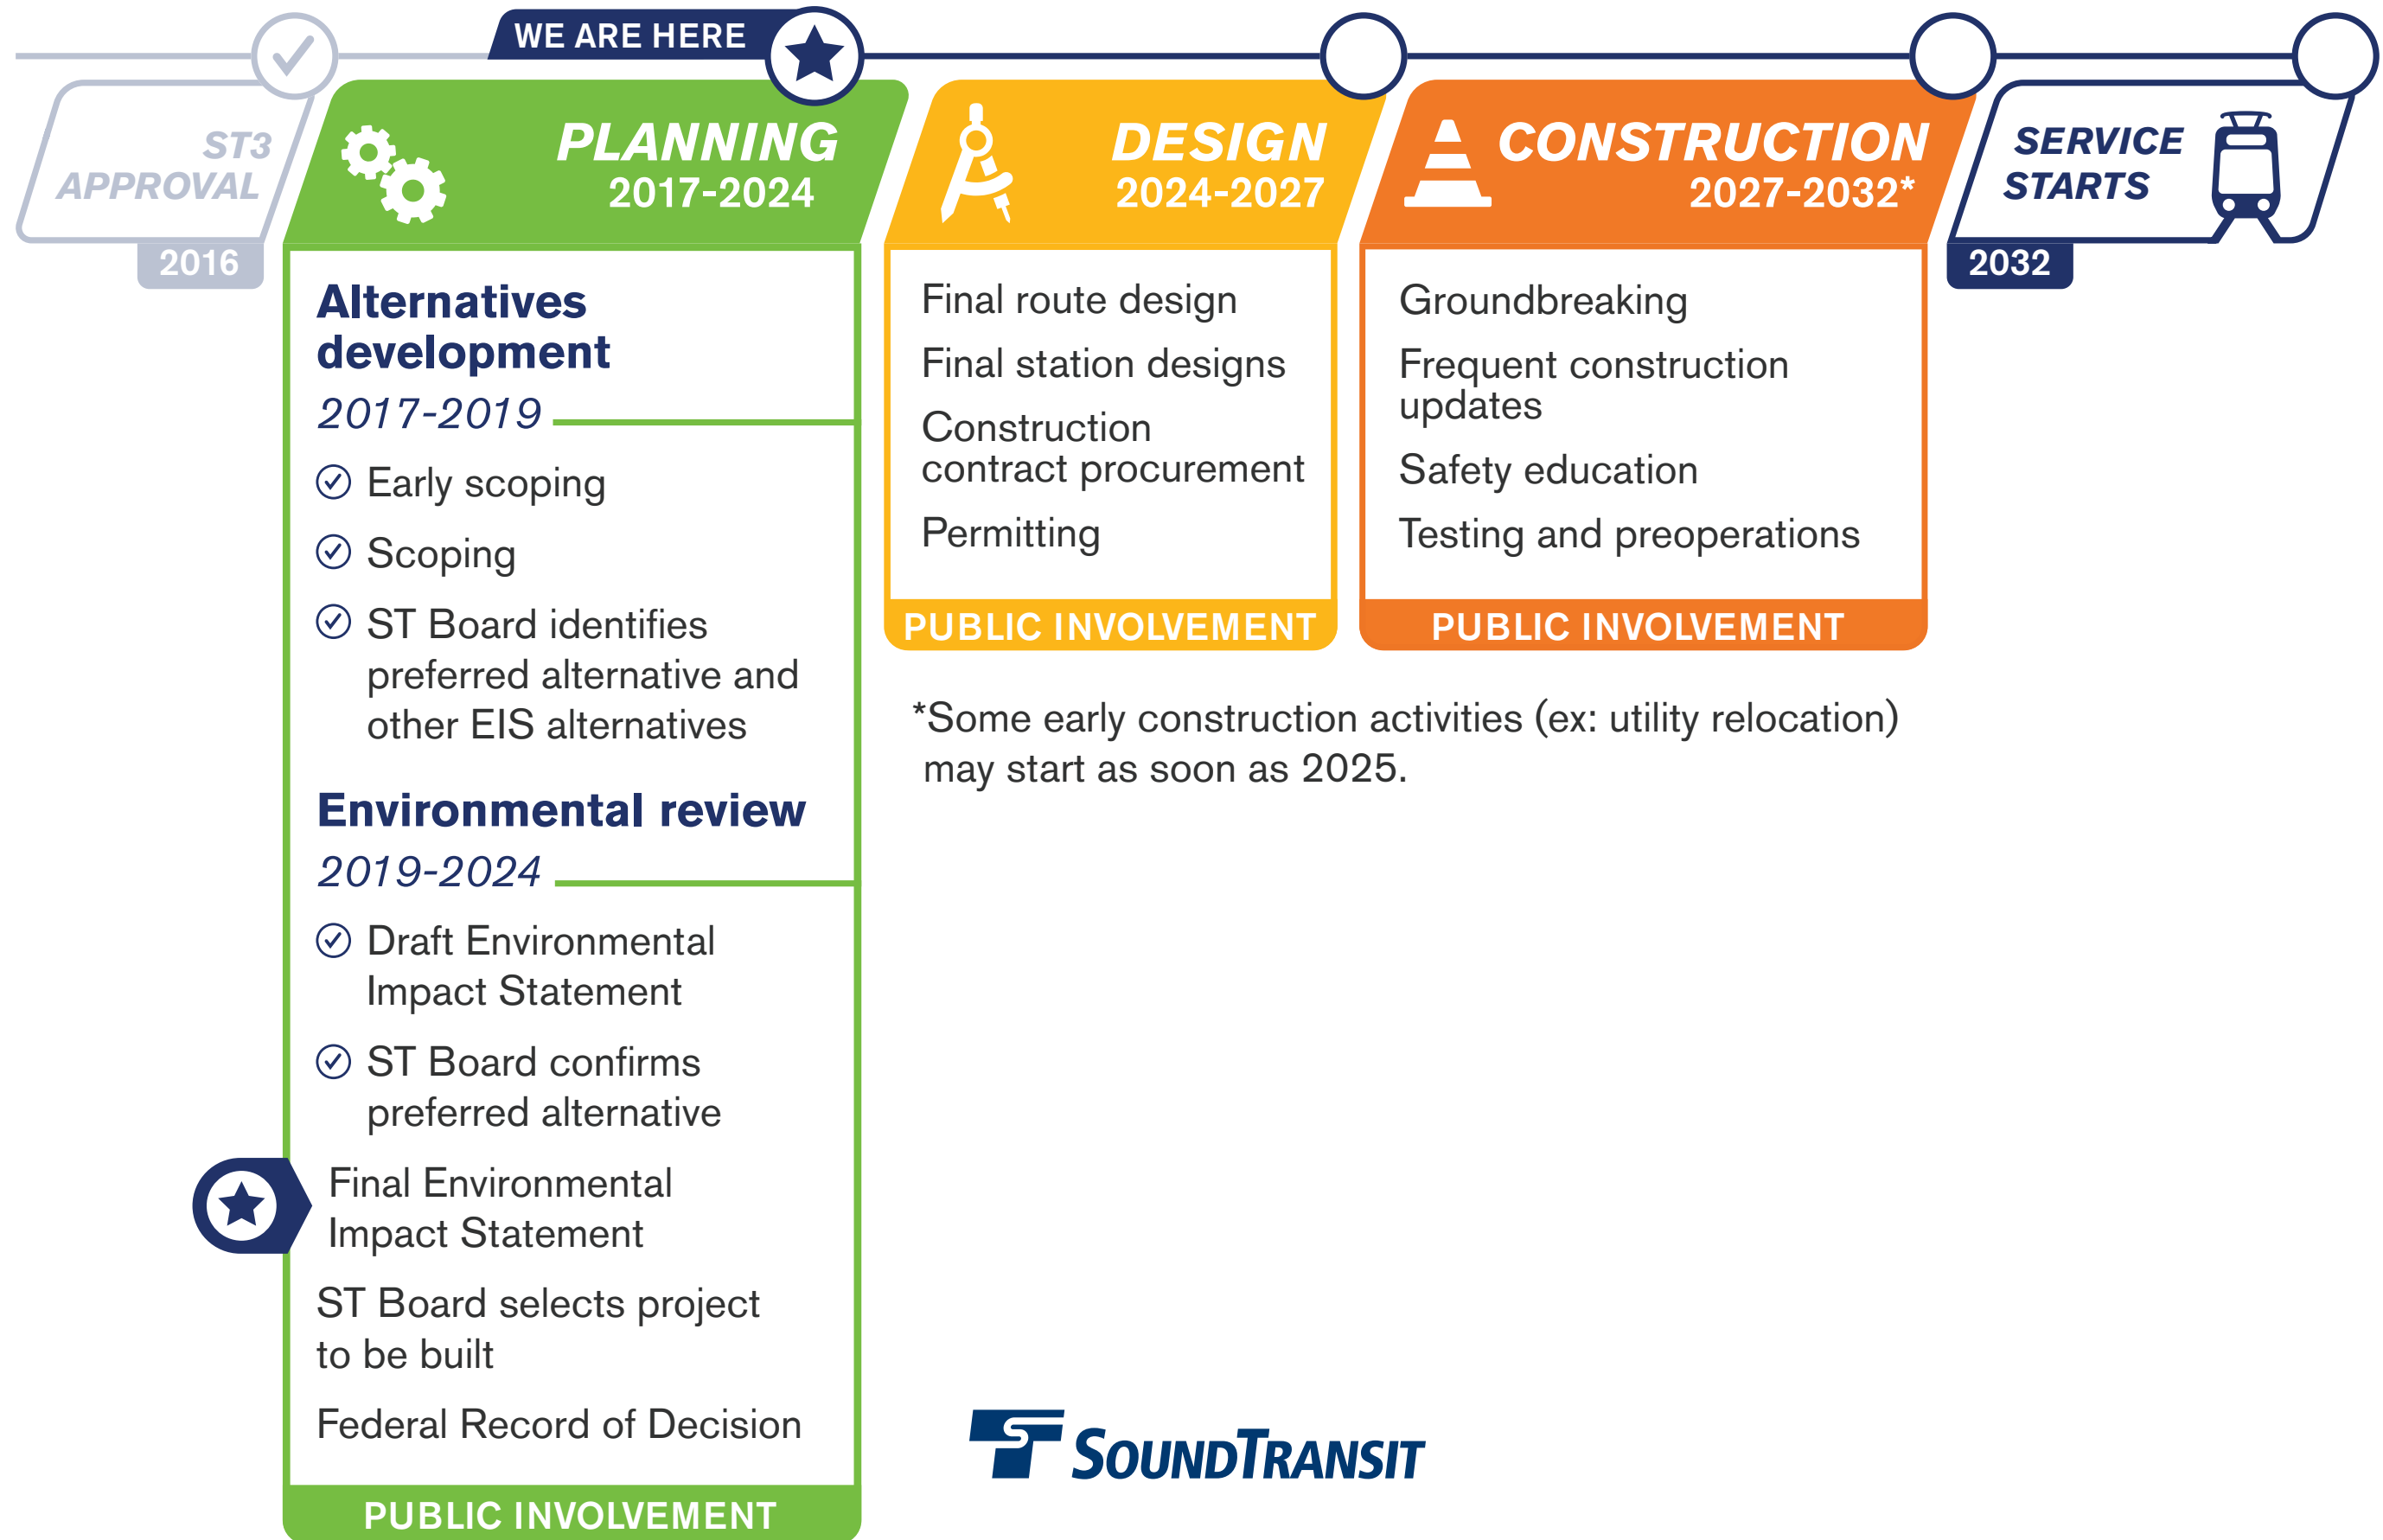 WE ARE HERE
ST3
APPROVAL
2016
PLANNING
2017-2024
Alternatives
development
2017-2019
Early scoping
Scoping
ST Board identifies
preferred alternative and
other EIS alternatives
Environmental review
2019-2024
Draft Environmental
Impact Statement
ST Board confirms
preferred alternative
Final Environmental
Impact Statement
ST Board selects project
to be built
Federal Record of Decision
PUBLIC INVOLVEMENT
DESIGN
2024-2027
Final route design
Final station designs
Construction
contract procurement
Permitting
PUBLIC INVOLVEMENT
CONSTRUCTION
2027-2032*
Groundbreaking
Frequent construction
updates
Safety education
Testing and preoperations
PUBLIC INVOLVEMENT
SERVICE
STARTS
2032
*Some early construction activities (ex: utility relocation)
may start as soon as 2025.
SOUNDTRANSIT